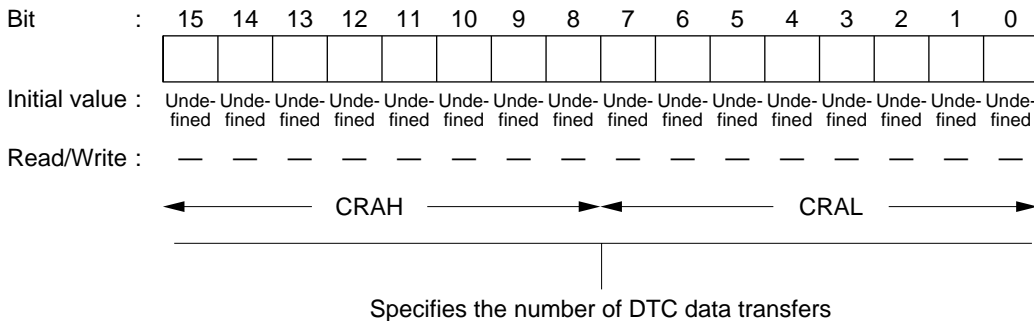 Bit : 15 14 13 12 11 10 9 8 7 6 5 4 3 2 1 0
Initial value : Unde- Unde- Unde- Unde- Unde- Unde- Unde- Unde- Unde- Unde- Unde- Unde- Unde- Unde- Unde- Unde-
fined fined fined fined fined fined fined fined fined fined fined fined fined fined fined fined
Read/Write : — — — — — — — — — — — — — — — —
CRAH CRAL
Specifies the number of DTC data transfers